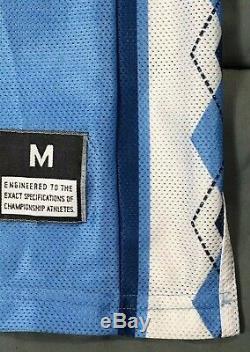 M
ENGINEERED TO THE
EXACT SPECIFICATIONS OF
CHAMPIONSHIP ATHLETES.